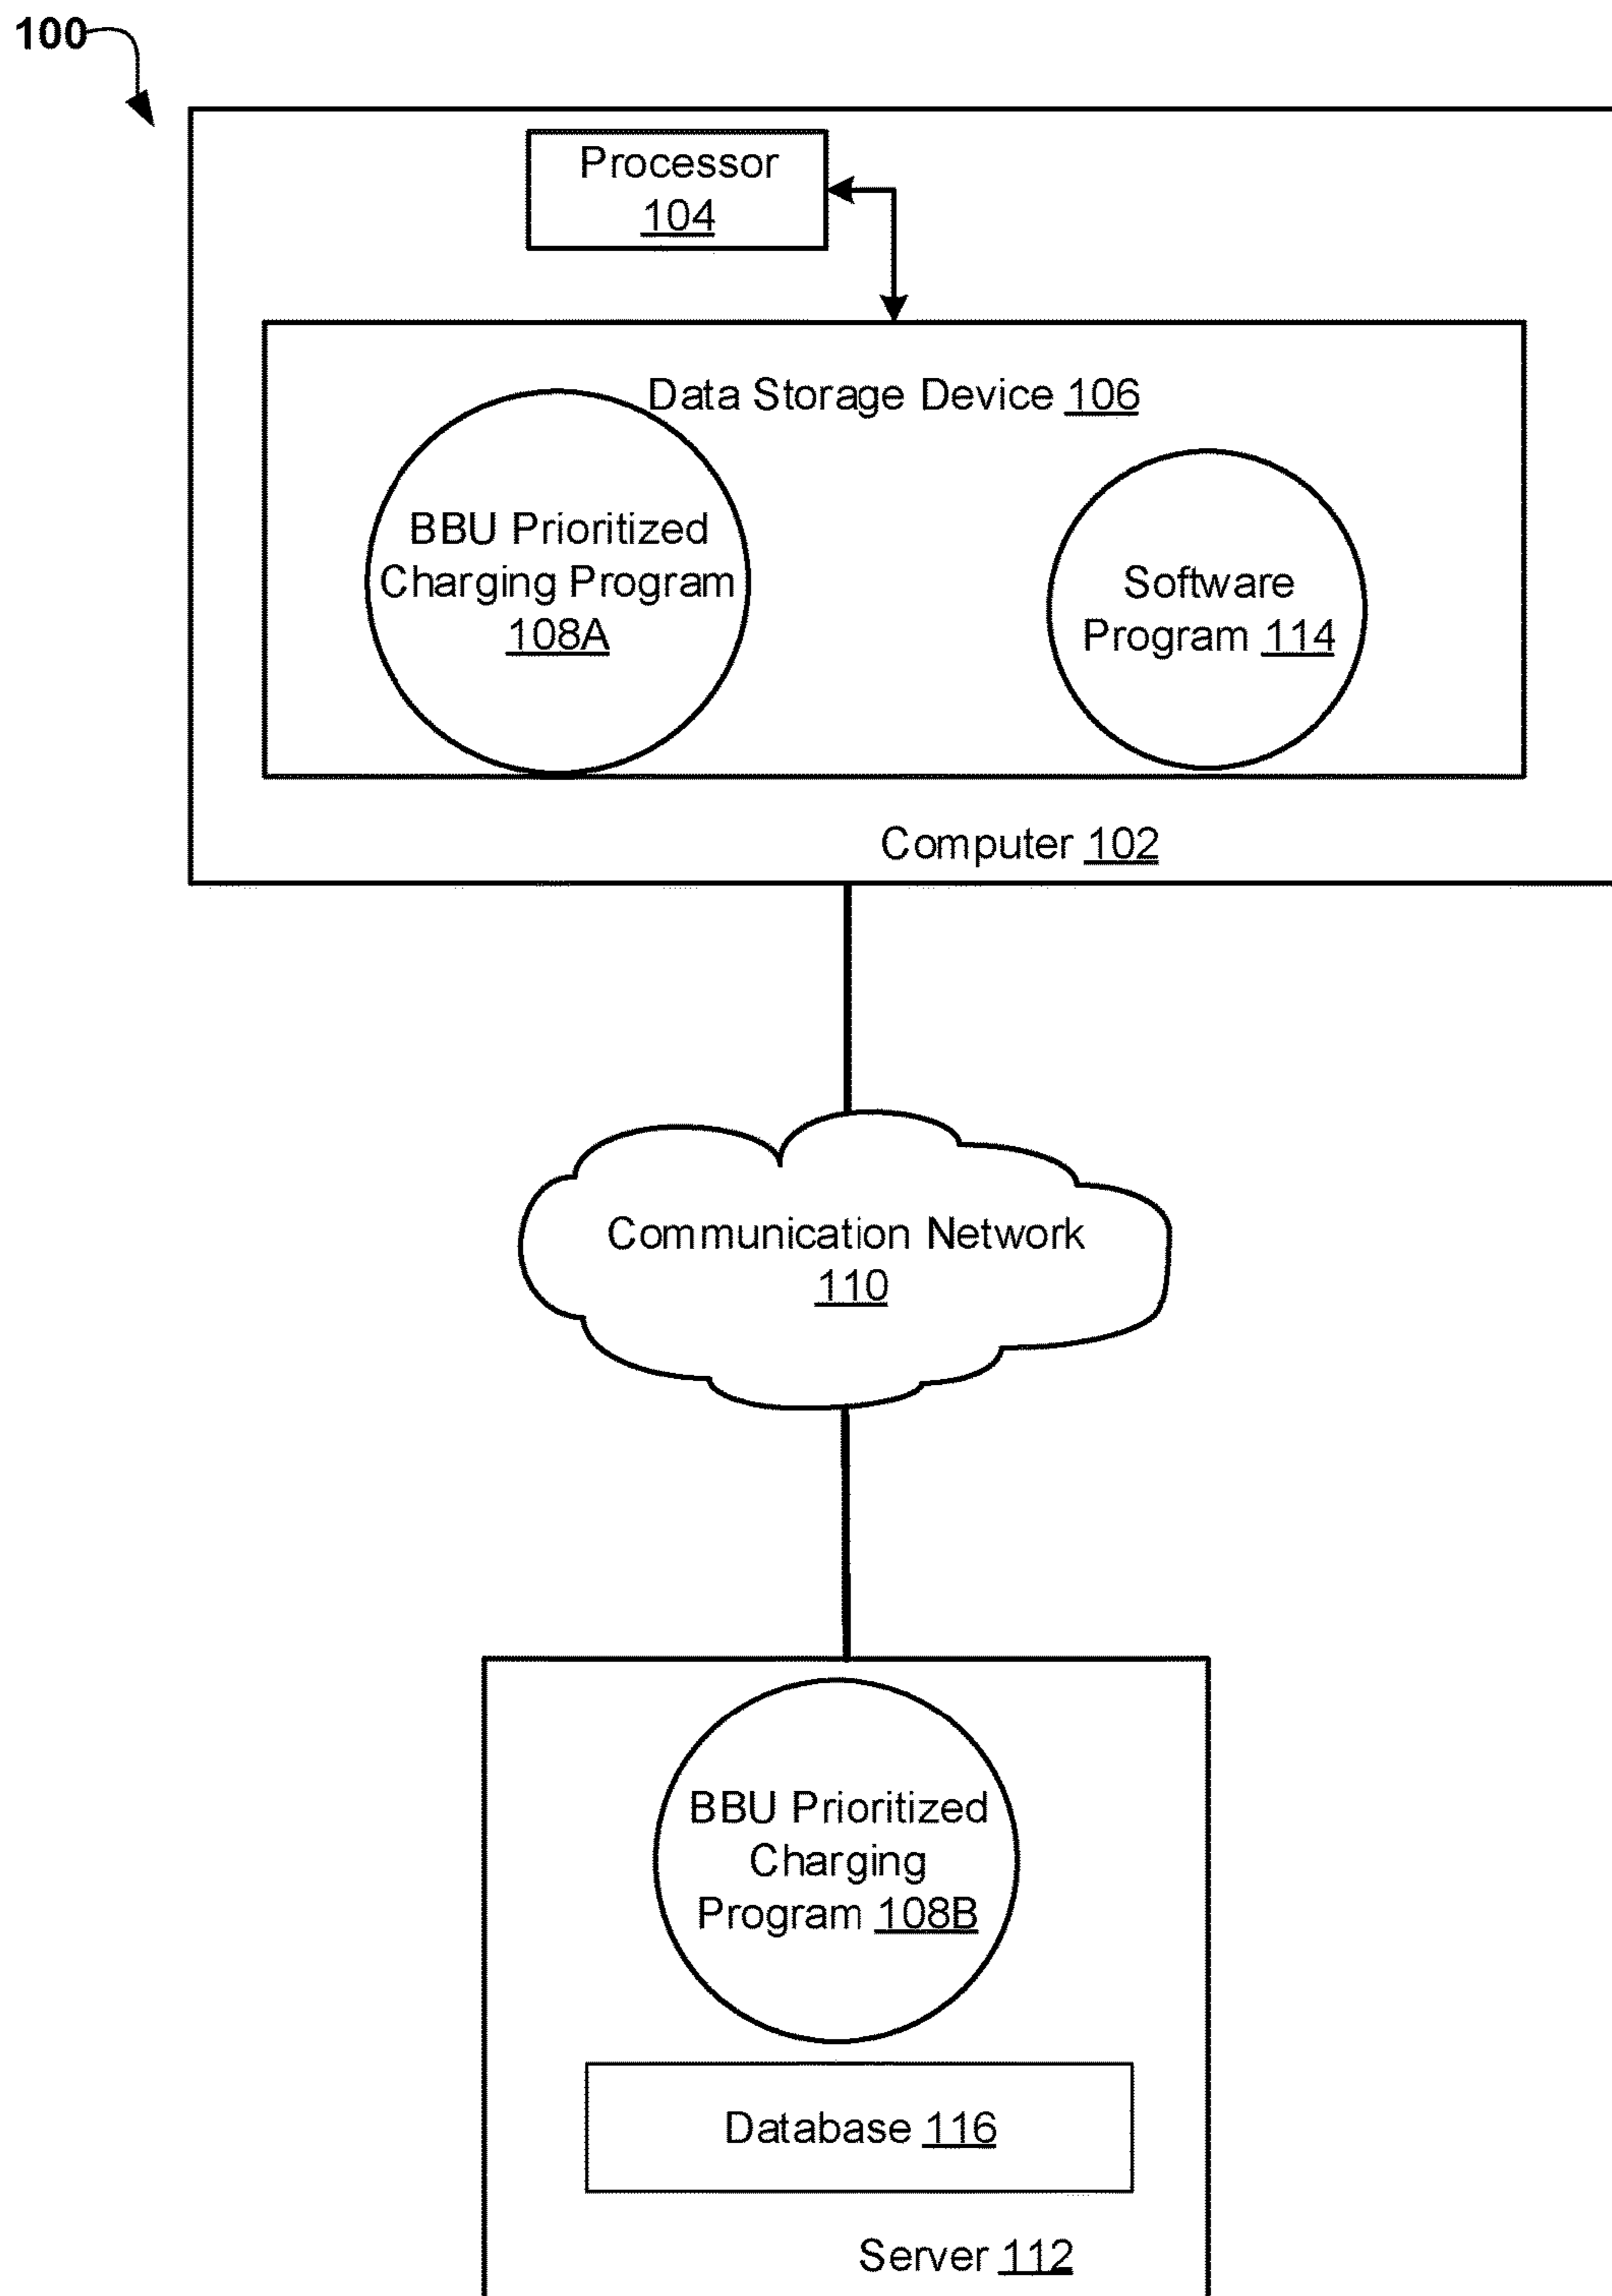 100
Processor
104
Data Storage Device 106
BBU Prioritized
Charging Program
108A
Software
Program 114
Computer 102
Communication Network
110
BBU Prioritized
Charging
Program 108B
Database 116
Server 112